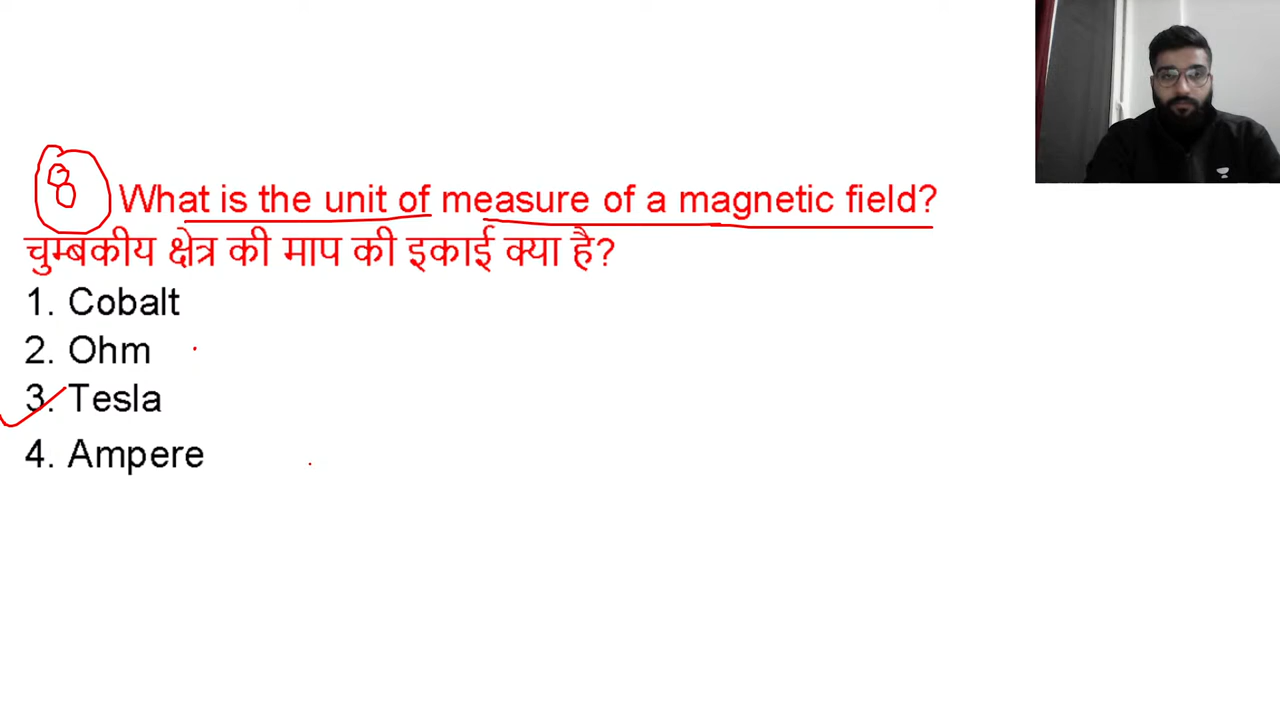 8 What is the unit of measure of a magnetic field?
चुम्बकीय क्षेत्र की माप की इकाई क्या है?
1. Cobalt
2. Ohm
3. Tesla
4. Ampere